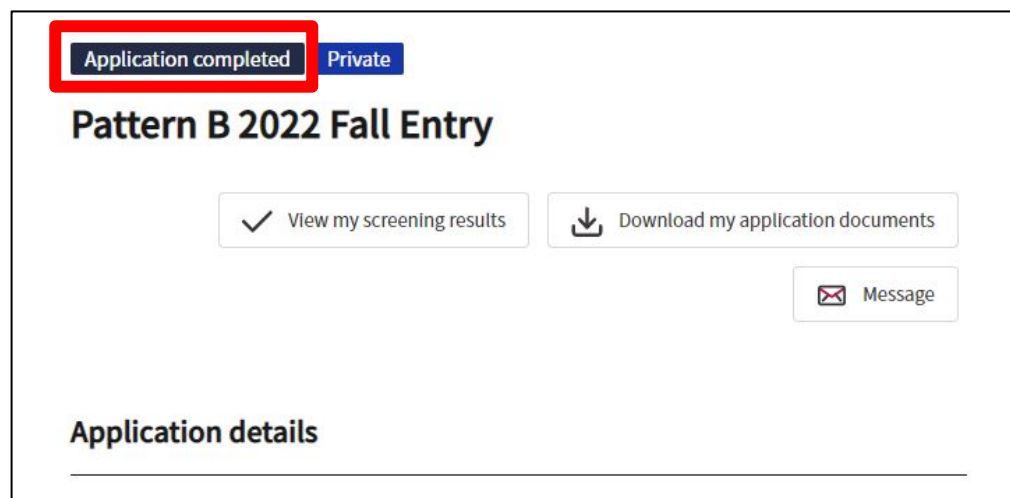 Application completed Private
Pattern B 2022 Fall Entry
View my screening results Download my application documents
Message
Application details